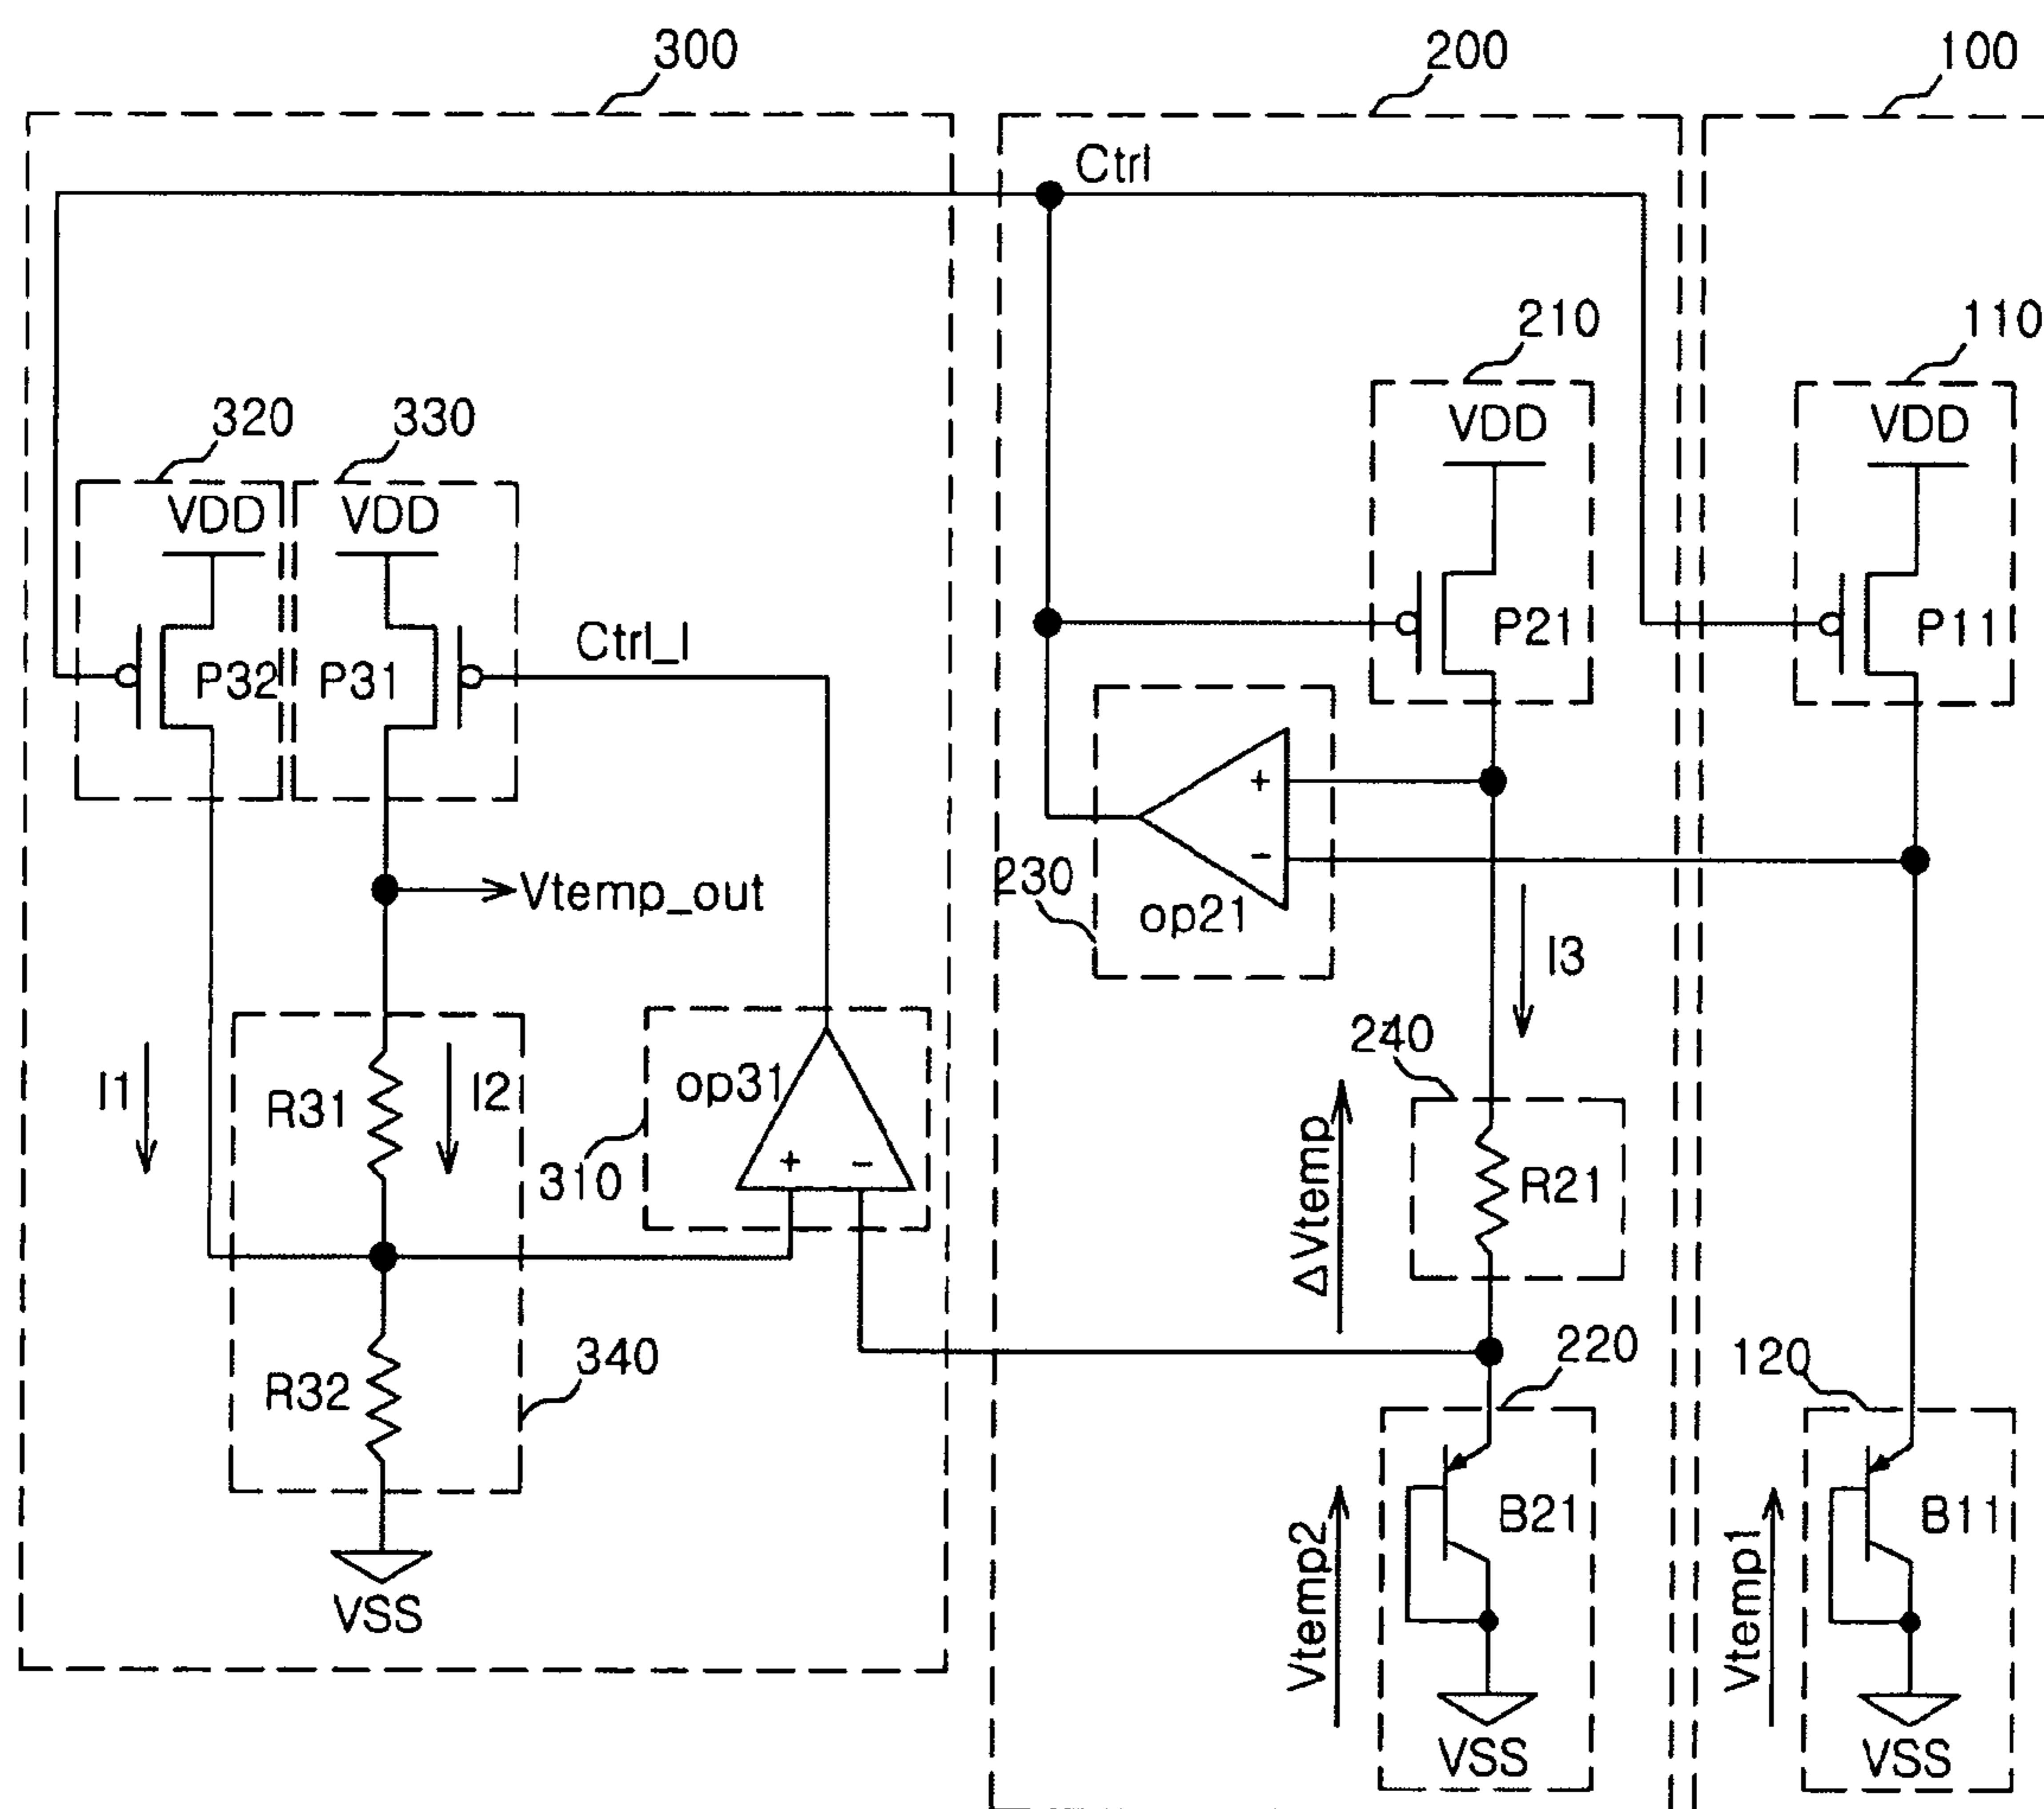 300
200
100
Ctrl
210
110
VDD
VDD
320
330
VDD
VDD
P21
P11
Ctrl_I
P32
P31
+
-
230
op21
Vtemp_out
I3
240
I1
R31
I2
op31
+ -
310
ΔVtemp
R21
340
220
120
R32
Vtemp2
B21
Vtemp1
B11
VSS
VSS
VSS